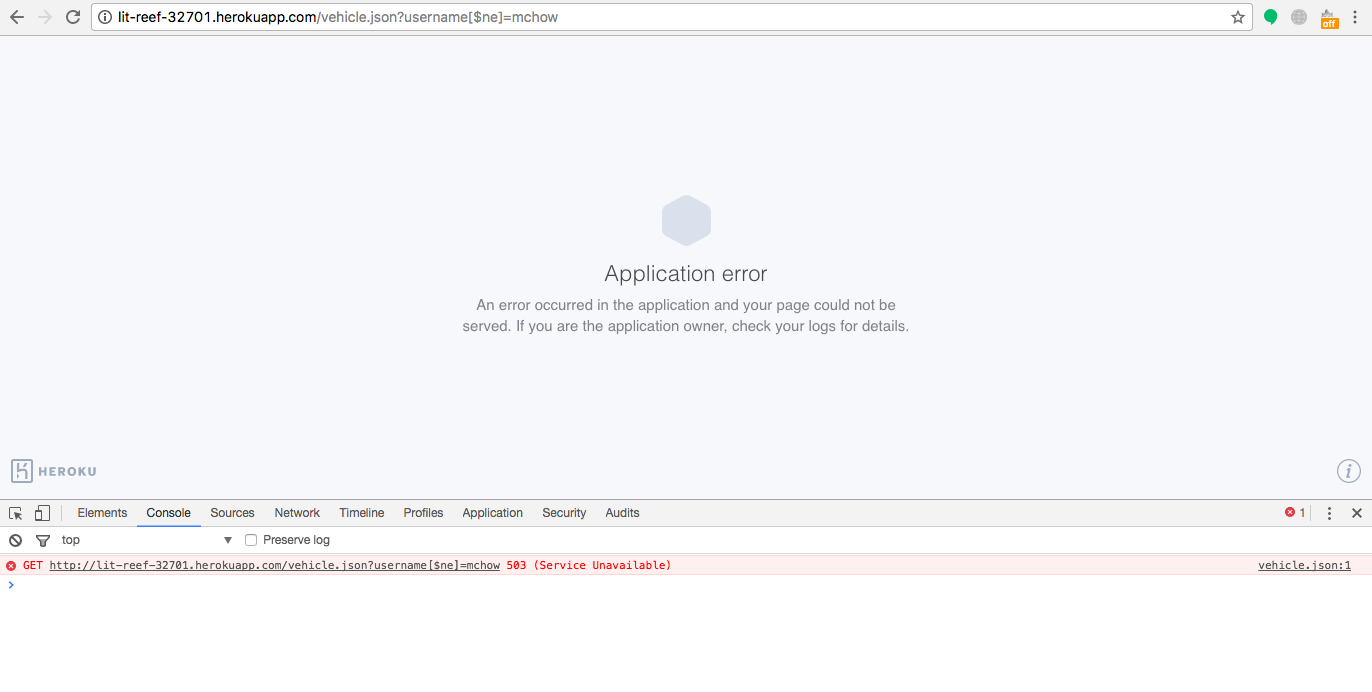 lit-reef-32701.herokuapp.com/vehicle.json?username[$ne]=mchow
off
Application error
An error occurred in the application and your page could not be
served. If you are the application owner, check your logs for details.
HEROKU
i
Elements Console Sources Network Timeline Profiles Application Security Audits 1
top Preserve log
GET http://lit-reef-32701.herokuapp.com/vehicle.json?username[$ne]=mchow 503 (Service Unavailable) vehicle.json:1